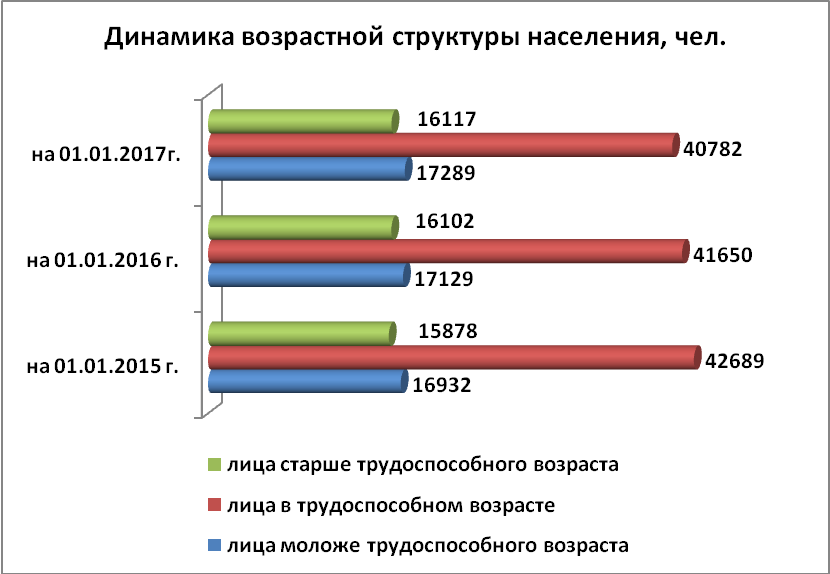 Динамика возрастной структуры населения, чел.
16117
на 01.01.2017г.
40782
17289
16102
на 01.01.2016 г.
41650
17129
15878
на 01.01.2015 г.
42689
16932
лица старше трудоспособного возраста
лица в трудоспособном возрасте
лица моложе трудоспособного возраста